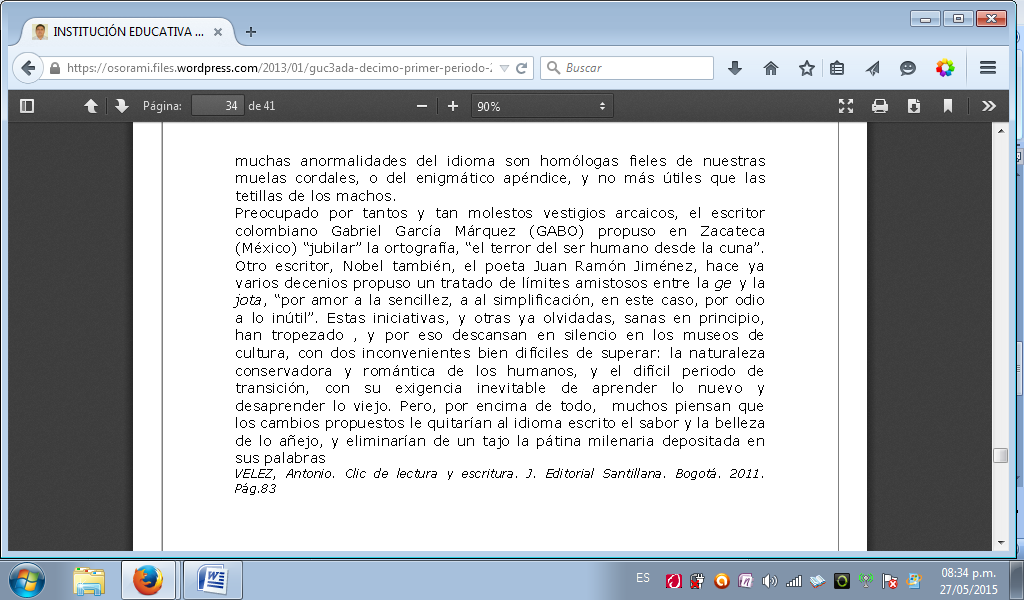 INSTITUCIÓN EDUCATIVA ...
https://osorami.files.wordpress.com/2013/01/guc3ada-decimo-primer-periodo-2
Buscar
Página: 34 de 41
90%
muchas anormalidades del idioma son homólogas fieles de nuestras
muelas cordales, o del enigmático apéndice, y no más útiles que las
tetillas de los machos.
Preocupado por tantos y tan molestos vestigios arcaicos, el escritor
colombiano Gabriel García Márquez (GABO) propuso en Zacateca
(México) "jubilar" la ortografía, "el terror del ser humano desde la cuna".
Otro escritor, Nobel también, el poeta Juan Ramón Jiménez, hace ya
varios decenios propuso un tratado de límites amistosos entre la ge y la
jota, "por amor a la sencillez, a al simplificación, en este caso, por odio
a lo inútil". Estas iniciativas, y otras ya olvidadas, sanas en principio,
han tropezado , y por eso descansan en silencio en los museos de
cultura, con dos inconvenientes bien difíciles de superar: la naturaleza
conservadora y romántica de los humanos, y el difícil periodo de
transición, con su exigencia inevitable de aprender lo nuevo y
desaprender lo viejo. Pero, por encima de todo, muchos piensan que
los cambios propuestos le quitarían al idioma escrito el sabor y la belleza
de lo añejo, y eliminarían de un tajo la pátina milenaria depositada en
sus palabras
VELEZ, Antonio. Clic de lectura y escritura. J. Editorial Santillana. Bogotá. 2011.
Pág.83
ES
08:34 p.m.
27/05/2015